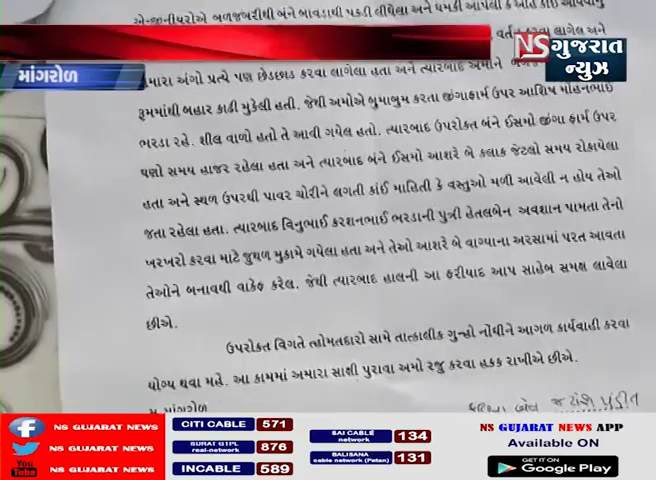 એન્જીનીયરોએ બળજબરીથી બંને બાવડાથી પકડી લીધેલા અને ધમકી આપેલી કે
વર્તન કરવા લાગેલ અને
NS ગુજરાત ન્યુઝ
માંગરોળ
અમારા અંગો પ્રત્યે પણ છેડછાડ કરવા લાગેલા હતા અને ત્યારબાદ અમોને
રૂમમાંથી બહાર કાઢી મુકેલી હતી. જેથી અમોએ બુમાબુમ કરતા જીંગાફાર્મ ઉપર આશિષ મોહનભાઈ
ભરડા રહે. શીલ વાળો હતો તે આવી ગયેલ હતો. ત્યારબાદ ઉપરોક્ત બંને ઈસમો જીંગા ફાર્મ ઉપર
ઘણો સમય હાજર રહેલા હતા અને ત્યારબાદ બંને ઈસમો આશરે બે કલાક જેટલો સમય રોકાયેલા
હતા અને સ્થળ ઉપરથી પાવર ચોરીને લગતી કાંઈ માહિતી કે વસ્તુઓ મળી આવેલી ન હોય તેઓ
જતા રહેલા હતા. ત્યારબાદ વિનુભાઈ કરશનભાઈ ભરડાની પુત્રી હેતલબેન અવશાન પામતા તેનો
ખરખરો કરવા માટે જુથળ મુકામે ગયેલા હતા અને તેઓ આશરે બે વાગ્યાના અરસામાં પરત આવતા
તેઓને બનાવથી વાકેફ કરેલ. જેથી ત્યારબાદ હાલની આ ફરીયાદ આપ સાહેબ સમક્ષ લાવેલા
છીએ.
ઉપરોક્ત વિગતે ત્હોમતદારો સામે તાત્કાલીક ગુન્હો નોધીને આગળ કાર્યવાહી કરવા
યોગ્ય થવા મહે. આ કામમાં અમારા સાક્ષી પુરાવા અમો રજુ કરવા હકક રાખીએ છીએ.
માંગરોળ
f NS GUJARAT NEWS
NS GUJARAT NEWS
You Tube NS GUJARAT NEWS
CITI CABLE 571
SURAT GTPL real-network 876
INCABLE 589
SAI CABLE network 134
BALISANA cable network (Patan) 131
NS GUJARAT NEWS APP
Available ON
GET IT ON Google Play